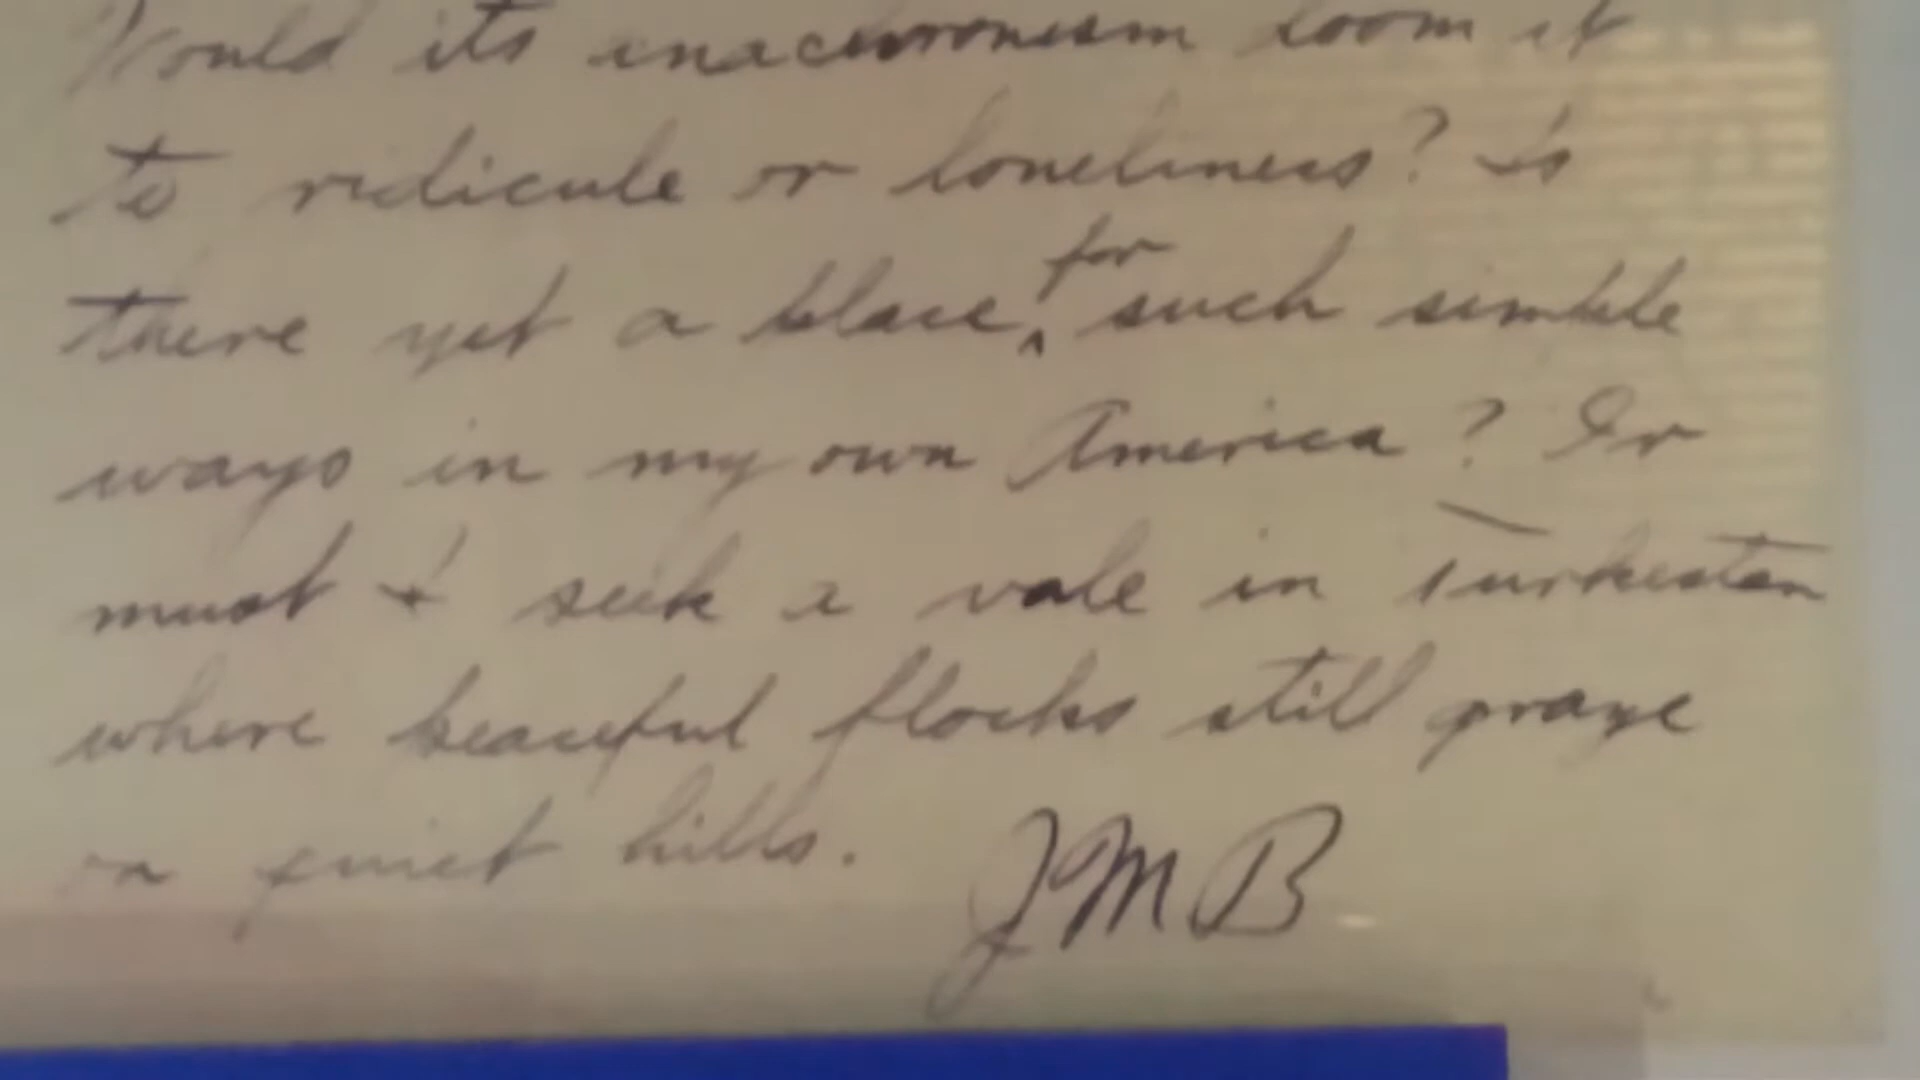 Would its anachronism doom it
to ridicule or loneliness? Is
there yet a place for such simple
ways in my own America? Or
must I seek a vale in Turkestan
where peaceful flocks still graze
on quiet hills.
JMB